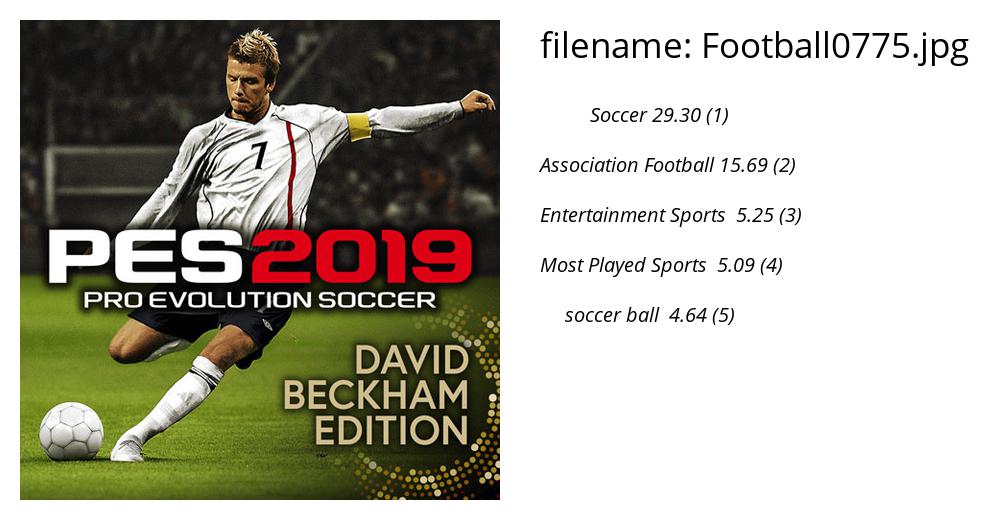 7
PES2019
PRO EVOLUTION SOCCER
DAVID
BECKHAM
EDITION
filename: Football0775.jpg
Soccer 29.30 (1)
Association Football 15.69 (2)
Entertainment Sports 5.25 (3)
Most Played Sports 5.09 (4)
soccer ball 4.64 (5)